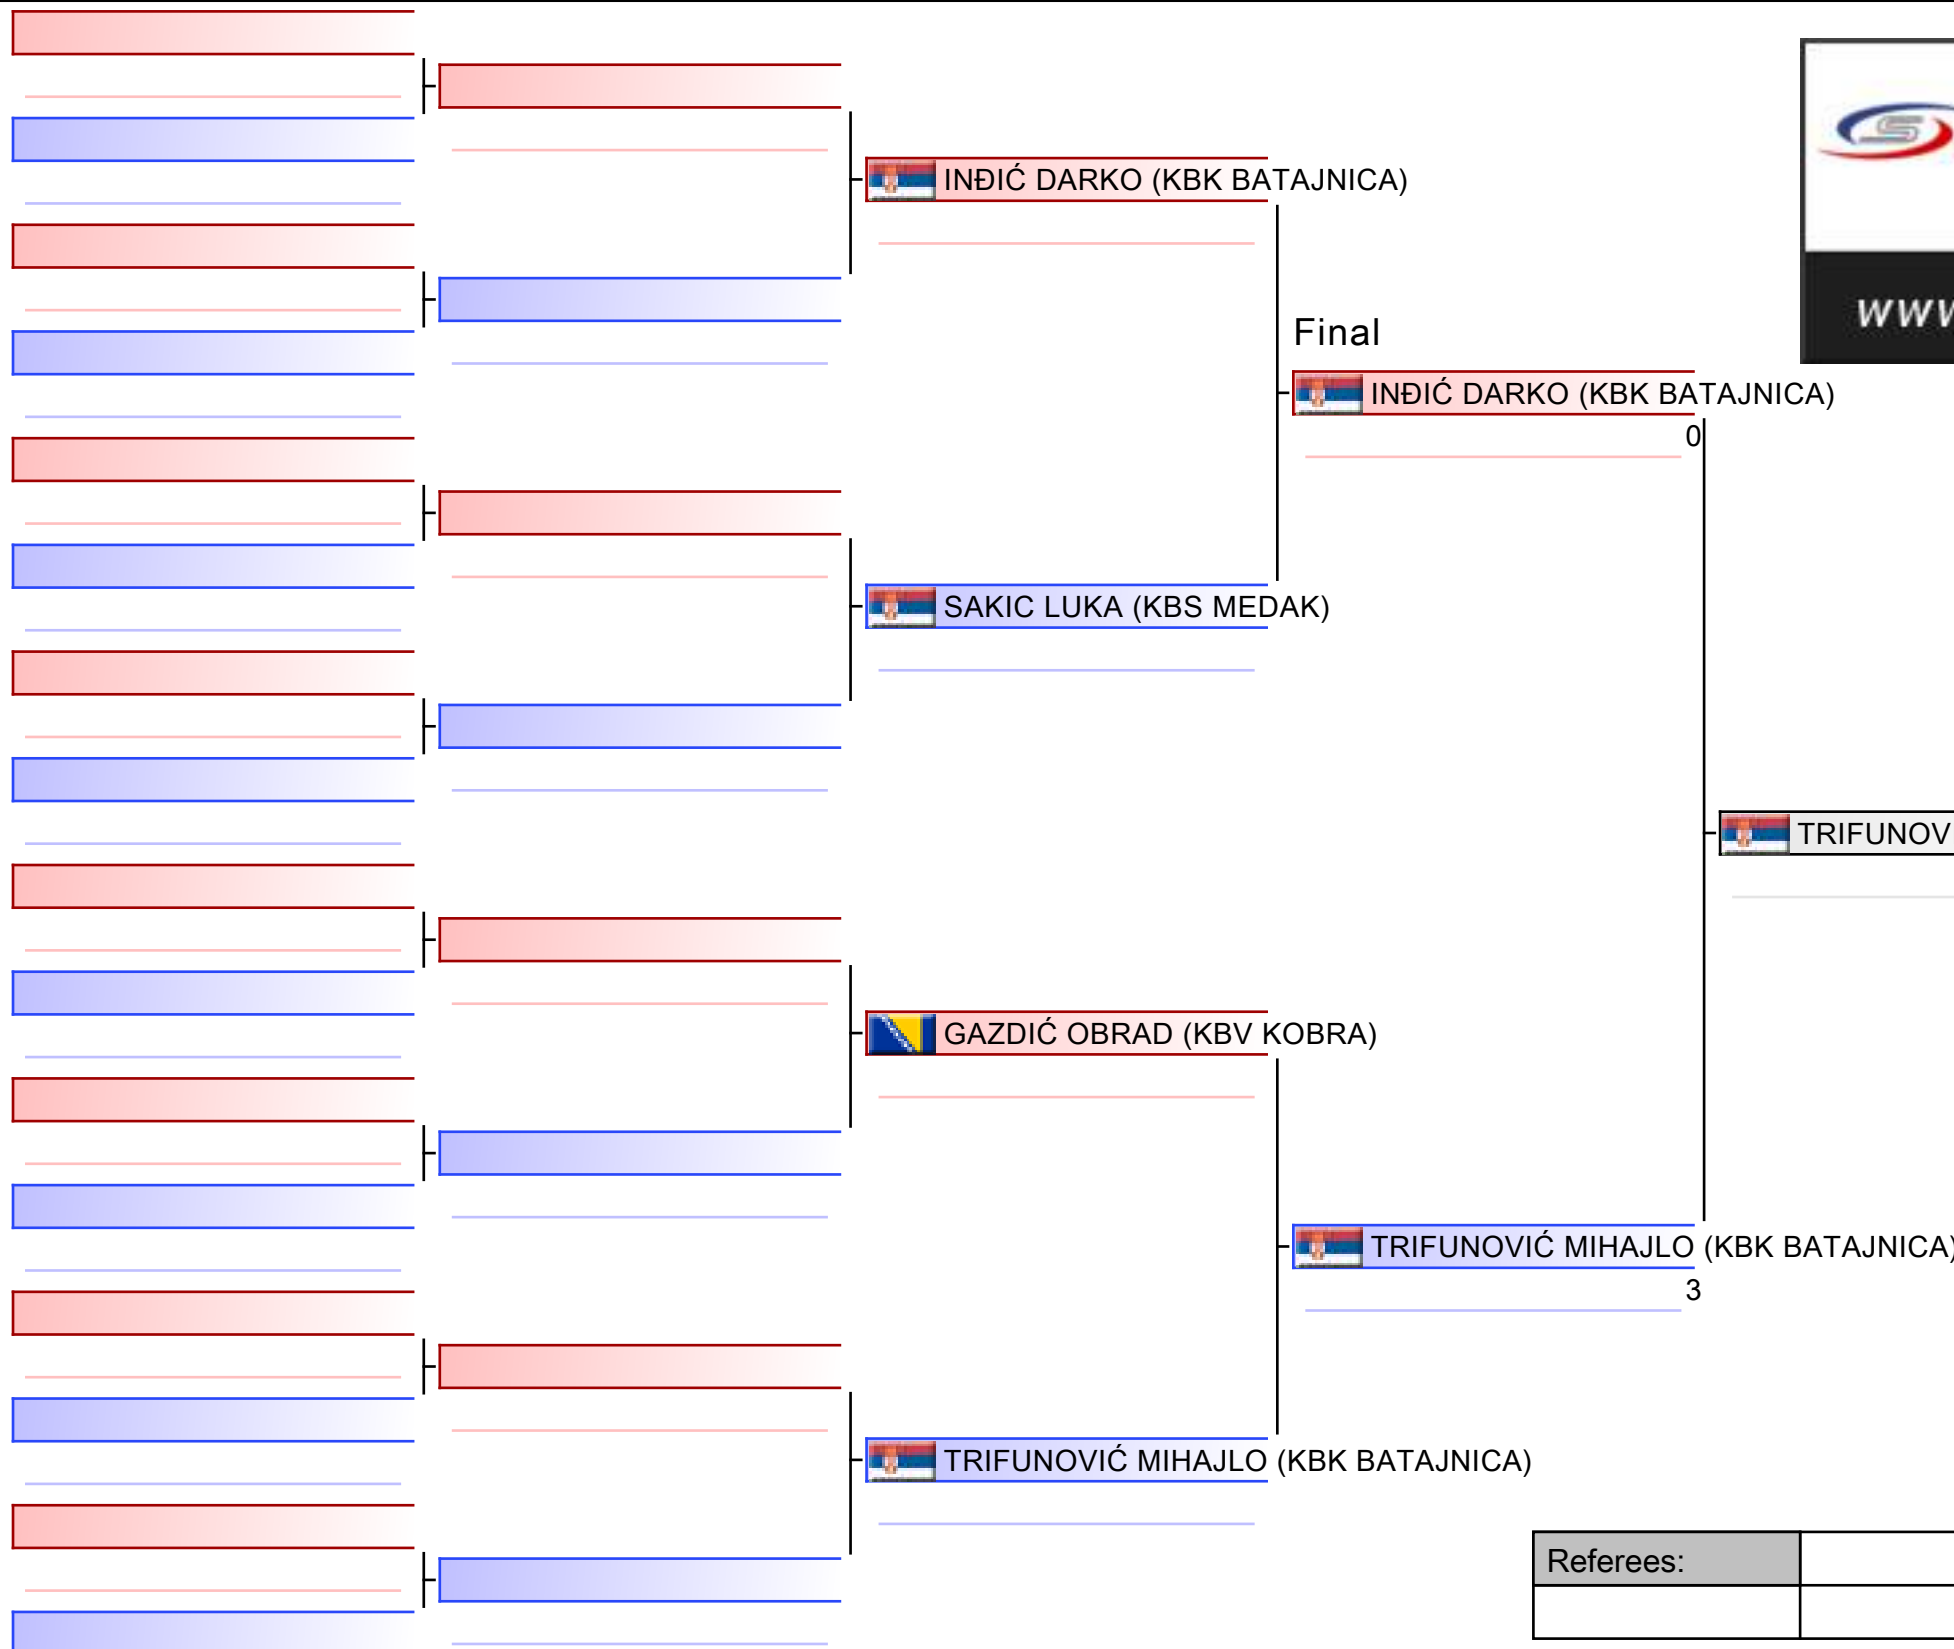 INĐIĆ DARKO (KBK BATAJNICA)
Final
INĐIĆ DARKO (KBK BATAJNICA)
0
SAKIC LUKA (KBS MEDAK)
TRIFUNOV
GAZDIĆ OBRAD (KBV KOBRA)
TRIFUNOVIĆ MIHAJLO (KBK BATAJNICA)
3
TRIFUNOVIĆ MIHAJLO (KBK BATAJNICA)
Referees:
S
www